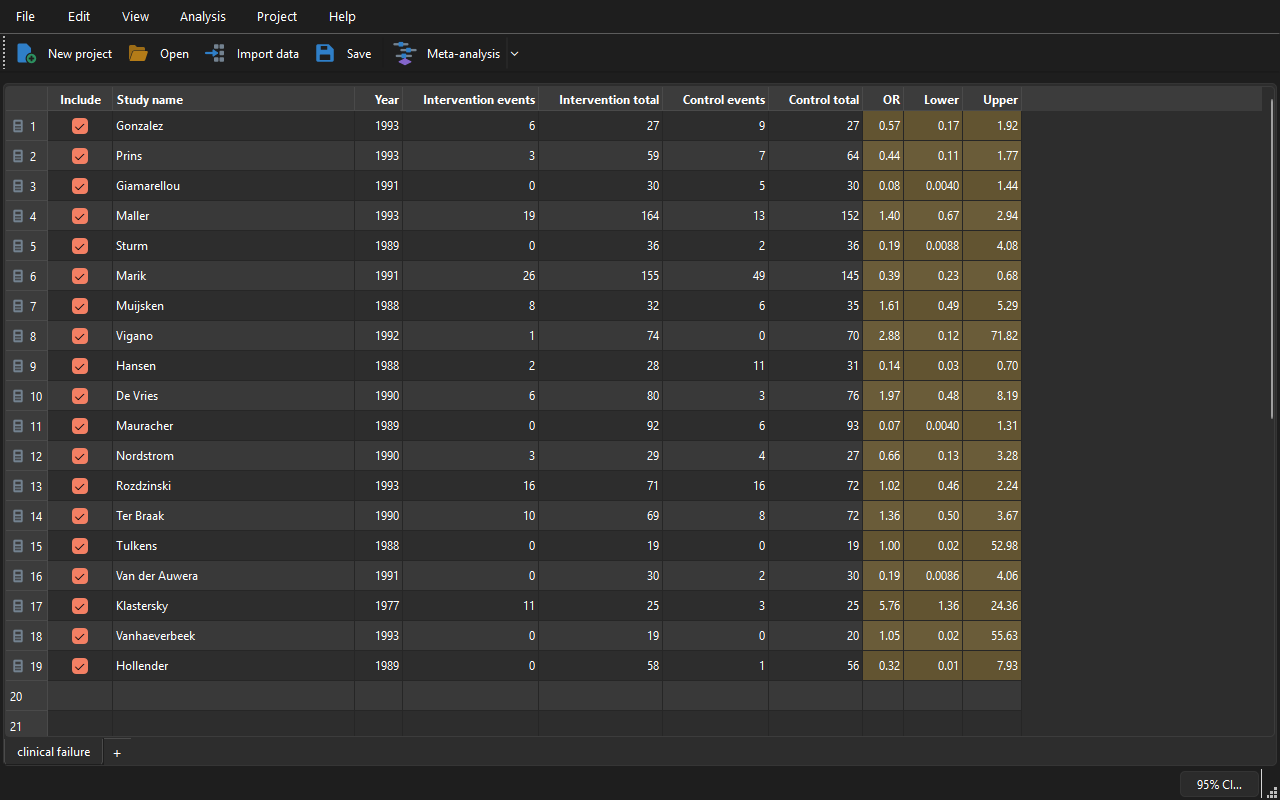 File Edit View Analysis Project Help
New project Open Import data Save Meta-analysis
Include Study name Year Intervention events Intervention total Control events Control total OR Lower Upper
1 Gonzalez 1993 6 27 9 27 0.57 0.17 1.92
2 Prins 1993 3 59 7 64 0.44 0.11 1.77
3 Giamarellou 1991 0 30 5 30 0.08 0.0040 1.44
4 Maller 1993 19 164 13 152 1.40 0.67 2.94
5 Sturm 1989 0 36 2 36 0.19 0.0088 4.08
6 Marik 1991 26 155 49 145 0.39 0.23 0.68
7 Muijsken 1988 8 32 6 35 1.61 0.49 5.29
8 Vigano 1992 1 74 0 70 2.88 0.12 71.82
9 Hansen 1988 2 28 11 31 0.14 0.03 0.70
10 De Vries 1990 6 80 3 76 1.97 0.48 8.19
11 Mauracher 1989 0 92 6 93 0.07 0.0040 1.31
12 Nordstrom 1990 3 29 4 27 0.66 0.13 3.28
13 Rozdzinski 1993 16 71 16 72 1.02 0.46 2.24
14 Ter Braak 1990 10 69 8 72 1.36 0.50 3.67
15 Tulkens 1988 0 19 0 19 1.00 0.02 52.98
16 Van der Auwera 1991 0 30 2 30 0.19 0.0086 4.06
17 Klastersky 1977 11 25 3 25 5.76 1.36 24.36
18 Vanhaeverbeek 1993 0 19 0 20 1.05 0.02 55.63
19 Hollender 1989 0 58 1 56 0.32 0.01 7.93
20
21
clinical failure +
95% CI...